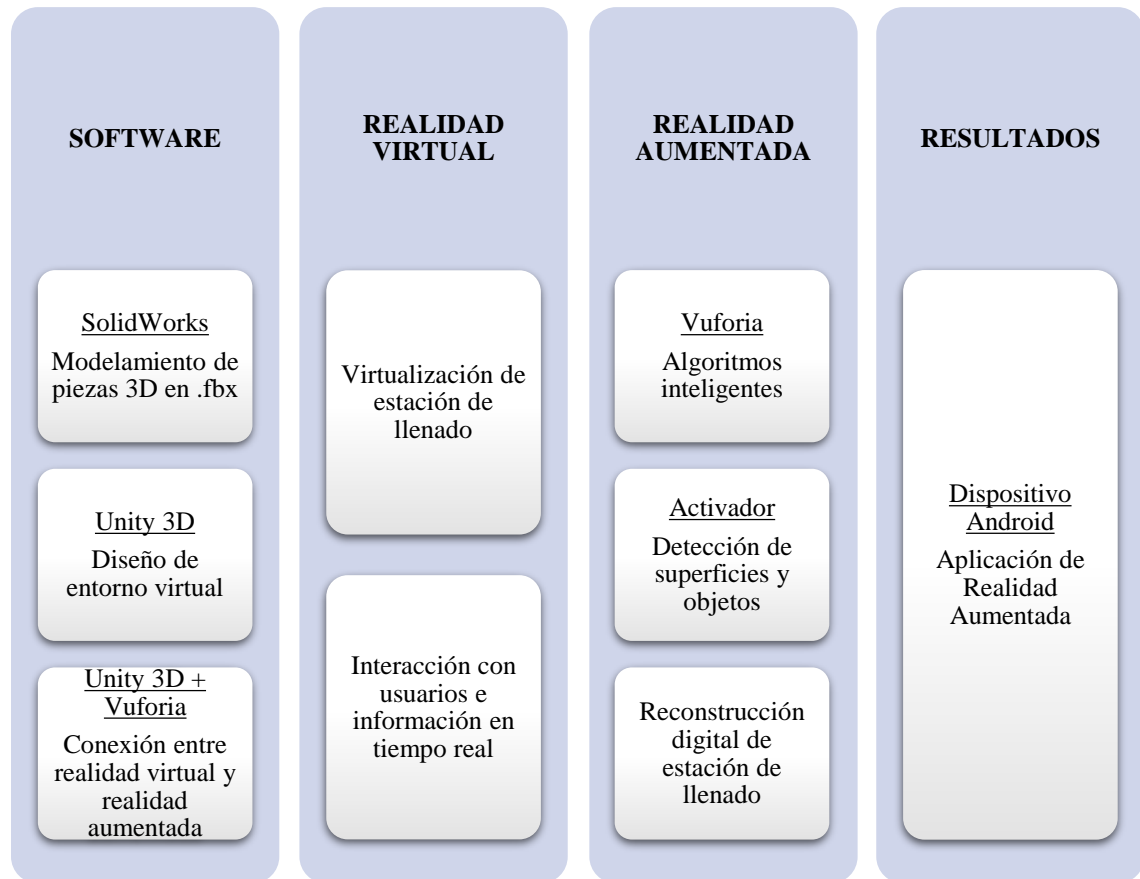 SOFTWARE
SolidWorks
Modelamiento de
piezas 3D en .fbx
Unity 3D
Diseño de
entorno virtual
Unity 3D +
Vuforia
Conexión entre
realidad virtual y
realidad
aumentada
REALIDAD
VIRTUAL
Virtualización de
estación de
llenado
Interacción con
usuarios e
información en
tiempo real
REALIDAD
AUMENTADA
Vuforia
Algoritmos
inteligentes
Activador
Detección de
superficies y
objetos
Reconstrucción
digital de
estación de
llenado
RESULTADOS
Dispositivo
Android
Aplicación de
Realidad
Aumentada